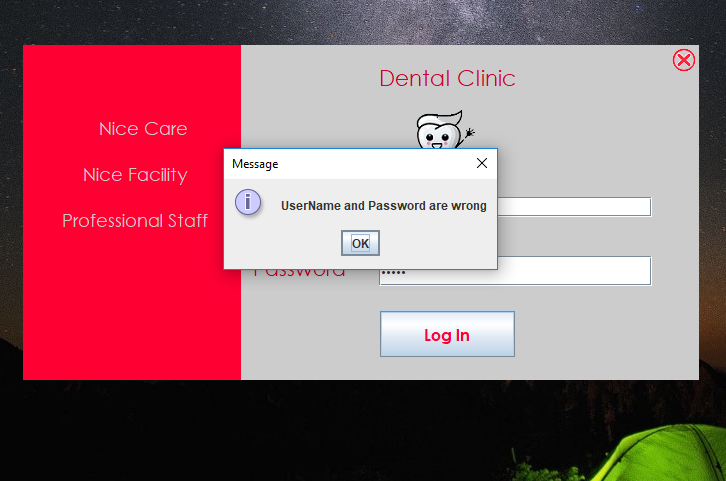 Dental Clinic
Nice Care
Nice Facility
Professional Staff
Message
UserName and Password are wrong
OK
Password
•••••
Log In